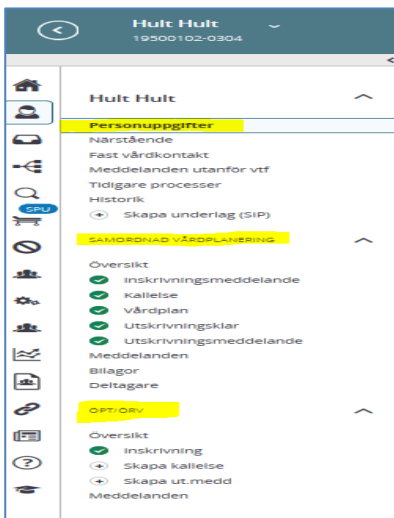 Hult Hult
19500102-0304
Hult Hult
Personuppgifter
Närstående
Fast vårdkontakt
Meddelanden utanför vtf
Tidigare processer
Historik
Skapa underlag (SIP)
SPU
SAMORDNAD VÅRDPLANERING
Översikt
Inskrivningsmeddelande
Kallelse
Vårdplan
Utskrivningsklar
Utskrivningsmeddelande
Meddelanden
Bilagor
Deltagare
ÖPT/ÖRV
Översikt
Inskrivning
Skapa kallelse
Skapa ut.medd
Meddelanden